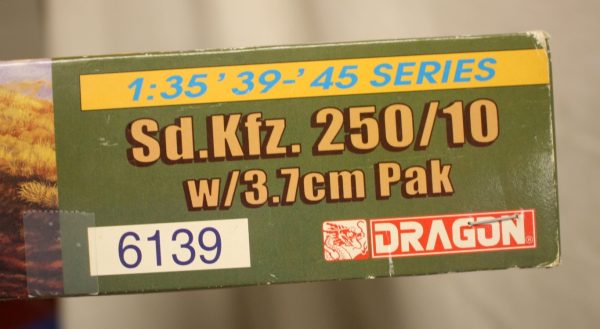 1:35 '39-'45 SERIES
Sd.Kfz. 250/10
w/3.7cm Pak
6139
DRAGON®